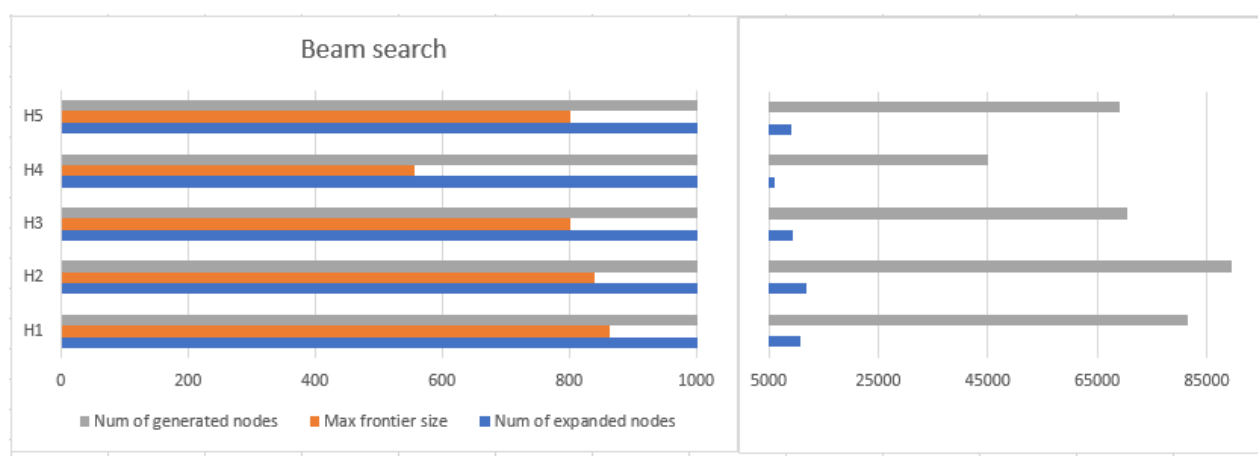 Beam search
H5
H4
H3
H2
H1
0 200 400 600 800 1000
5000 25000 45000 65000 85000
Num of generated nodes Max frontier size Num of expanded nodes